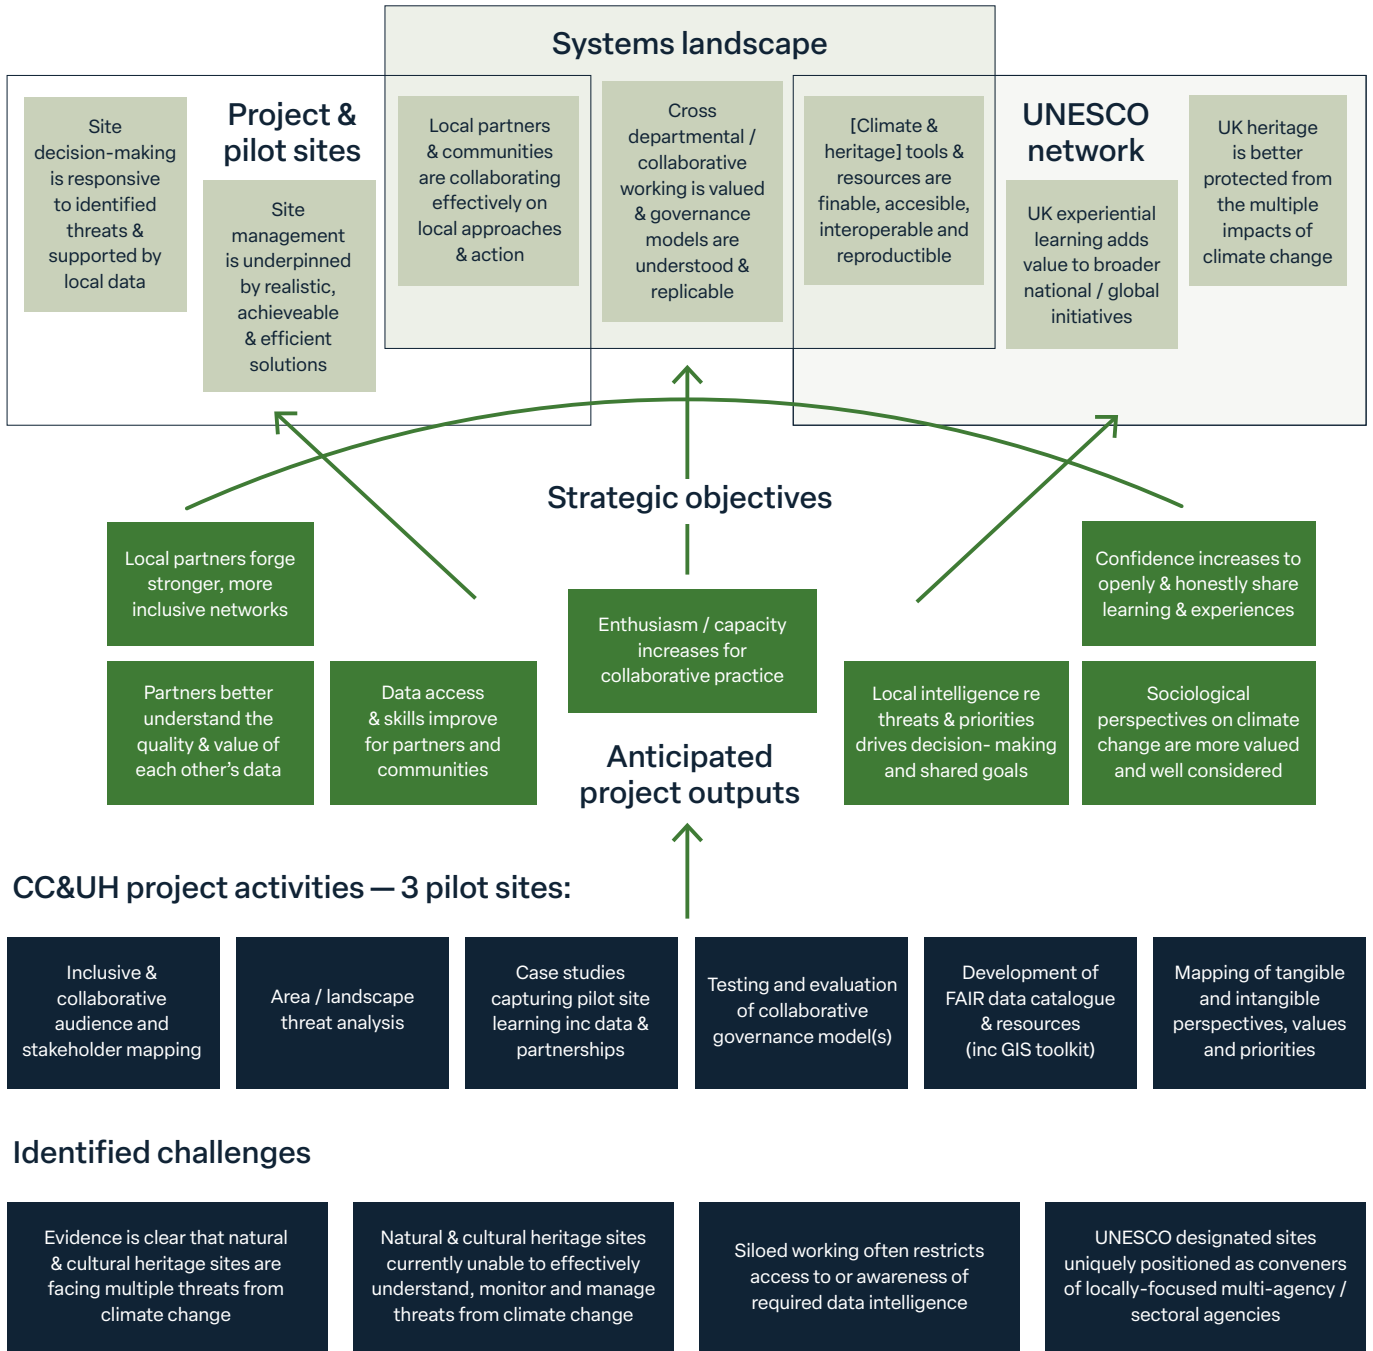 Systems landscape
Project &
pilot sites
UNESCO
network
Site
decision-making
is responsive
to identified
threats &
supported by
local data
Site
management
is underpinned
by realistic,
achieveable
& efficient
solutions
Local partners
& communities
are collaborating
effectively on
local approaches
& action
Cross
departmental /
collaborative
working is valued
& governance
models are
understood &
replicable
[Climate &
heritage] tools &
resources are
finable, accesible,
interoperable and
reproductible
UK experiential
learning adds
value to broader
national / global
initiatives
UK heritage
is better
protected from
the multiple
impacts of
climate change
Strategic objectives
Local partners forge
stronger, more
inclusive networks
Partners better
understand the
quality & value of
each other’s data
Data access
& skills improve
for partners and
communities
Enthusiasm / capacity
increases for
collaborative practice
Local intelligence re
threats & priorities
drives decision- making
and shared goals
Confidence increases to
openly & honestly share
learning & experiences
Sociological
perspectives on climate
change are more valued
and well considered
Anticipated
project outputs
CC&UH project activities — 3 pilot sites:
Inclusive &
collaborative
audience and
stakeholder mapping
Area / landscape
threat analysis
Case studies
capturing pilot site
learning inc data &
partnerships
Testing and evaluation
of collaborative
governance model(s)
Development of
FAIR data catalogue
& resources
(inc GIS toolkit)
Mapping of tangible
and intangible
perspectives, values
and priorities
Identified challenges
Evidence is clear that natural
& cultural heritage sites are
facing multiple threats from
climate change
Natural & cultural heritage sites
currently unable to effectively
understand, monitor and manage
threats from climate change
Siloed working often restricts
access to or awareness of
required data intelligence
UNESCO designated sites
uniquely positioned as conveners
of locally-focused multi-agency /
sectoral agencies